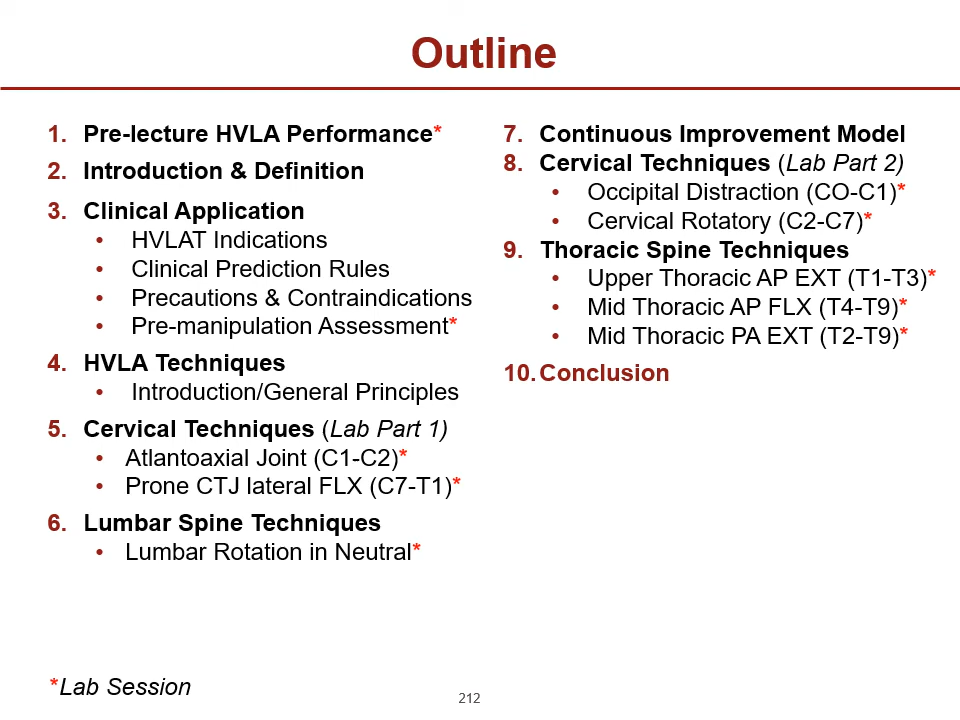 Outline
1. Pre-lecture HVLA Performance*
2. Introduction & Definition
3. Clinical Application
• HVLAT Indications
• Clinical Prediction Rules
• Precautions & Contraindications
• Pre-manipulation Assessment*
4. HVLA Techniques
• Introduction/General Principles
5. Cervical Techniques (Lab Part 1)
• Atlantoaxial Joint (C1-C2)*
• Prone CTJ lateral FLX (C7-T1)*
6. Lumbar Spine Techniques
• Lumbar Rotation in Neutral*
7. Continuous Improvement Model
8. Cervical Techniques (Lab Part 2)
• Occipital Distraction (CO-C1)*
• Cervical Rotatory (C2-C7)*
9. Thoracic Spine Techniques
• Upper Thoracic AP EXT (T1-T3)*
• Mid Thoracic AP FLX (T4-T9)*
• Mid Thoracic PA EXT (T2-T9)*
10. Conclusion
*Lab Session
212